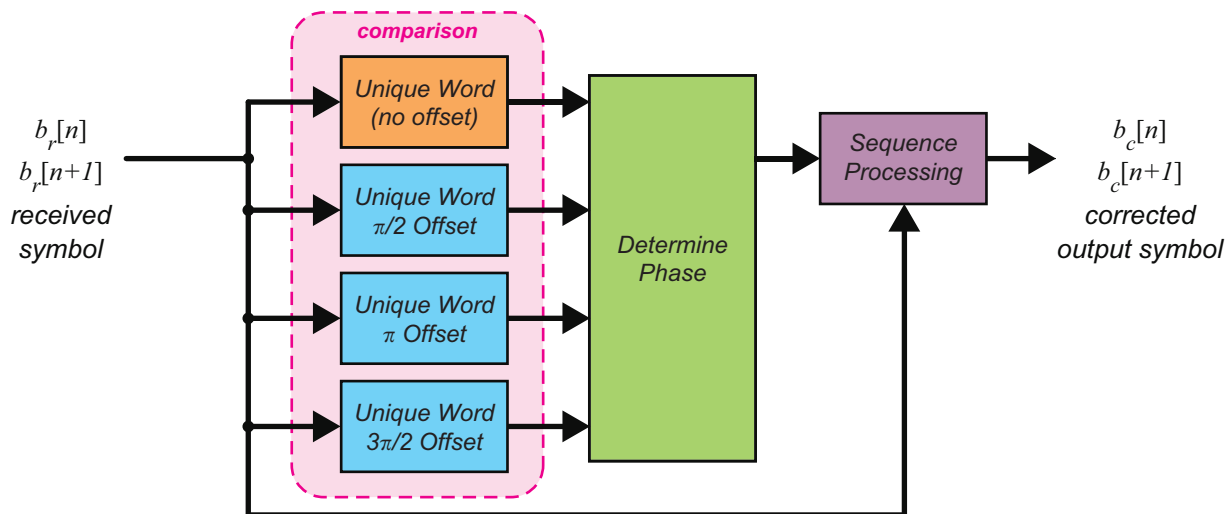 comparison
b_r[n]
b_r[n+1]
received
symbol
Unique Word
(no offset)
Unique Word
π/2 Offset
Unique Word
π Offset
Unique Word
3π/2 Offset
Determine
Phase
Sequence
Processing
b_c[n]
b_c[n+1]
corrected
output symbol